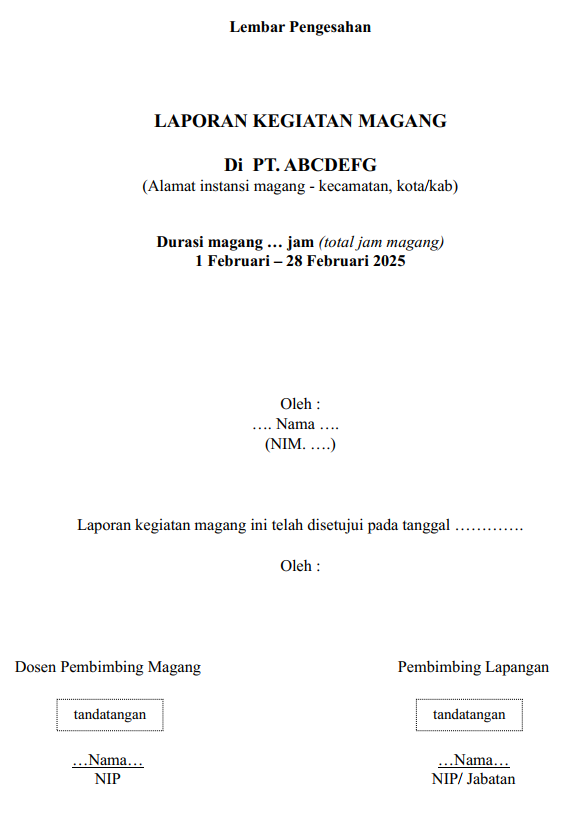 Lembar Pengesahan
LAPORAN KEGIATAN MAGANG
Di  PT. ABCDEFG
(Alamat instansi magang - kecamatan, kota/kab)
Durasi magang … jam (total jam magang)
1 Februari – 28 Februari 2025
Oleh :
…. Nama ….
(NIM. ….)
Laporan kegiatan magang ini telah disetujui pada tanggal ………….
Oleh :
Dosen Pembimbing Magang Pembimbing Lapangan
tandatangan tandatangan
…Nama… …Nama…
NIP NIP/ Jabatan